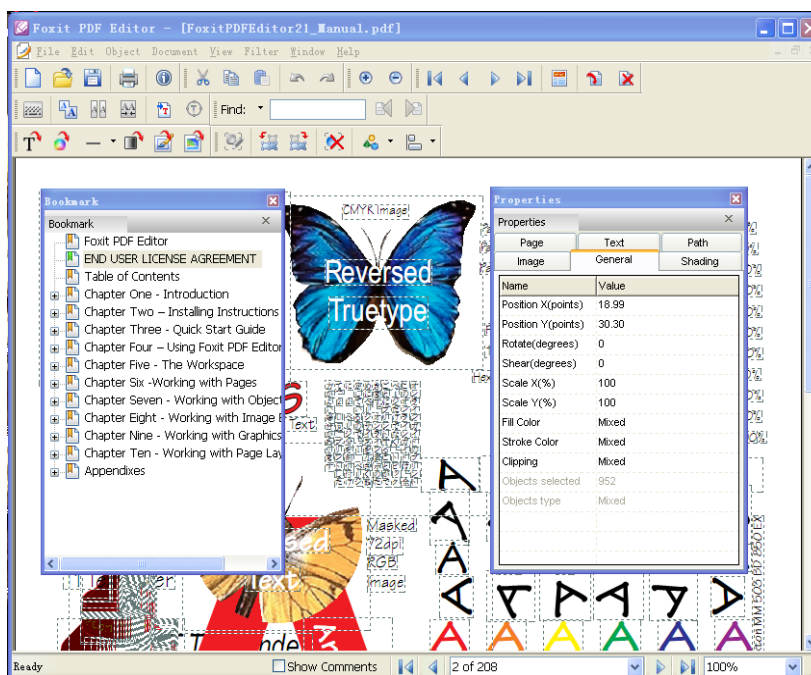 Foxit PDF Editor - [FoxitPDFEditor21_Manual.pdf]
File Edit Object Document View Filter Window Help
Find:
Bookmark
Bookmark
Foxit PDF Editor
END USER LICENSE AGREEMENT
Table of Contents
Chapter One - Introduction
Chapter Two – Installing Instructions
Chapter Three - Quick Start Guide
Chapter Four – Using Foxit PDF Editor
Chapter Five - The Workspace
Chapter Six -Working with Pages
Chapter Seven - Working with Object
Chapter Eight - Working with Image
Chapter Nine - Working with Graphics
Chapter Ten - Working with Page Lay
Appendixes
CMYK Image
Reversed
Truetype
Text
Masked
72dpi
RGB
Image
Text
A
A
A
A A A A A A
A A A A A A
Properties
Properties
Page Text Path
Image General Shading
Name Value
Position X(points) 18.99
Position Y(points) 30.30
Rotate(degrees) 0
Shear(degrees) 0
Scale X(%) 100
Scale Y(%) 100
Fill Color Mixed
Stroke Color Mixed
Clipping Mixed
Objects selected 952
Objects type Mixed
Ready
Show Comments
2 of 208
100%